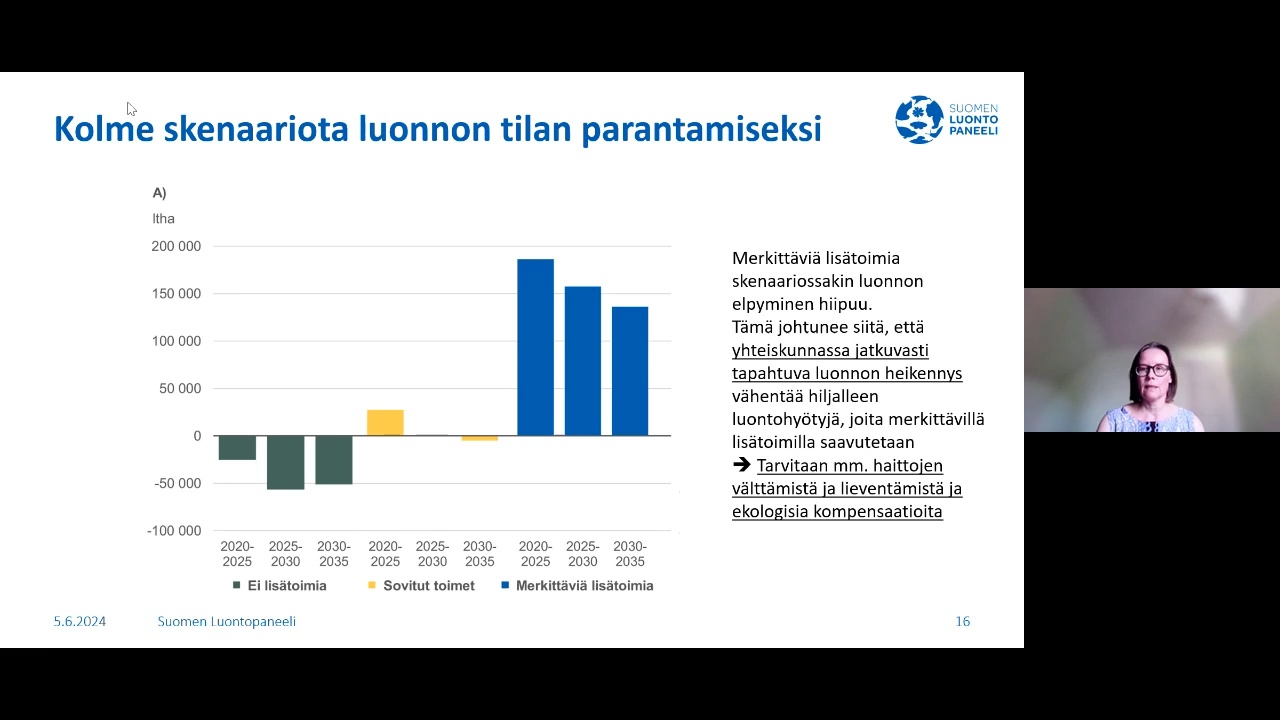 Kolme skenaariota luonnon tilan parantamiseksi
SUOMEN
LUONTO
PANEELI
A)
ltha
200 000
150 000
100 000
50 000
0
-50 000
-100 000
2020-2025 2025-2030 2030-2035 2020-2025 2025-2030 2030-2035 2020-2025 2025-2030 2030-2035
Ei lisätoimia Sovitut toimet Merkittäviä lisätoimia
Merkittäviä lisätoimia
skenaariossakin luonnon
elpyminen hiipuu.
Tämä johtunee siitä, että
yhteiskunnassa jatkuvasti
tapahtuva luonnon heikennys
vähentää hiljalleen
luontohyötyjä, joita merkittävillä
lisätoimilla saavutetaan
➔ Tarvitaan mm. haittojen
välttämistä ja lieventämistä ja
ekologisia kompensaatioita
5.6.2024 Suomen Luontopaneeli 16